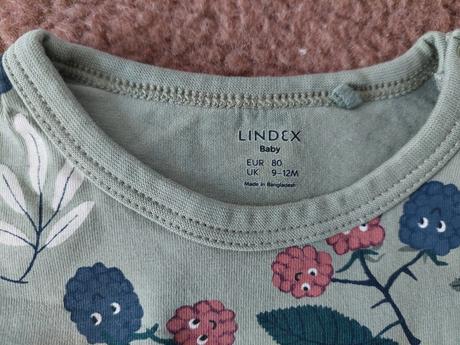 LINDEX
Baby
EUR 80
UK 9-12M
Made in Bangladesh